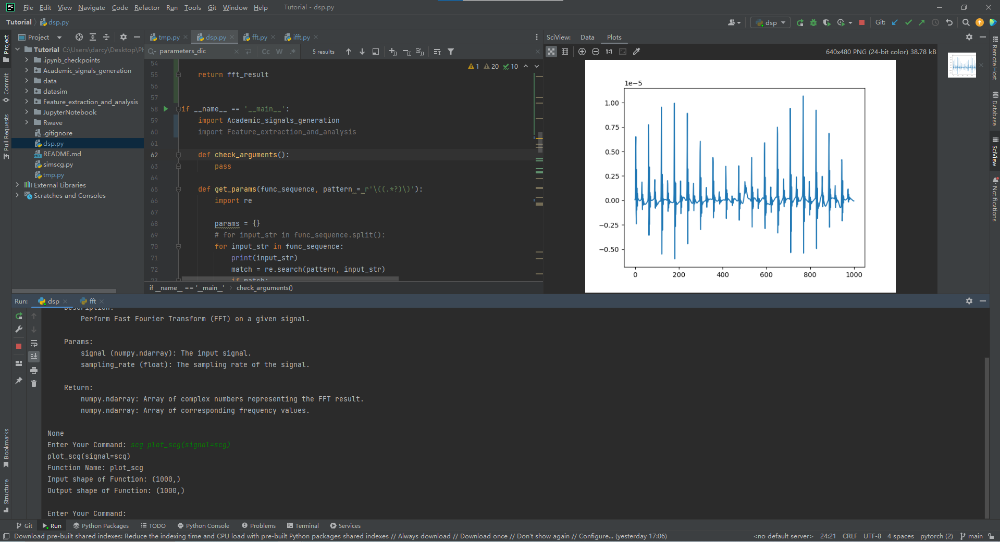 PC File Edit View Navigate Code Refactor Run Tools Git Window Help Tutorial - dsp.py
Tutorial dsp.py dsp Git:
Project tmp.py dsp.py fft.py ifft.py SciView: Data Plots
Tutorial C:\Users\darcy\Desktop\PH
parameters_dic Cc W .* 5 results
1:1 640x480 PNG (24-bit color) 38.78 kB
.ipynb_checkpoints
Academic_signals_generation
data
datasim
Feature_extraction_and_analysis
JupyterNotebook
Rwave
.gitignore
dsp.py
README.md
simscg.py
tmp.py
External Libraries
Scratches and Consoles
1 20 10
54
55 return fft_result
56
57
58 if __name__ == '__main__':
59 import Academic_signals_generation
60 import Feature_extraction_and_analysis
61
62 def check_arguments():
63 pass
64
65 def get_params(func_sequence, pattern = r'\((.*?)\)'):
66 import re
67
68 params = {}
69 # for input_str in func_sequence.split():
70 for input_str in func_sequence:
71 print(input_str)
72 match = re.search(pattern, input_str)
73 if match:
if __name__ == '__main__' check_arguments()
1e−5
1.00
0.75
0.50
0.25
0.00
−0.25
−0.50
0 200 400 600 800 1000
Project
Commit
Pull Requests
Bookmarks
Structure
Remote Host
Database
SciView
Notifications
Run: dsp fft
Description:
Perform Fast Fourier Transform (FFT) on a given signal.
Params:
signal (numpy.ndarray): The input signal.
sampling_rate (float): The sampling rate of the signal.
Return:
numpy.ndarray: Array of complex numbers representing the FFT result.
numpy.ndarray: Array of corresponding frequency values.
None
Enter Your Command: scg plot_scg(signal=scg)
plot_scg(signal=scg)
Function Name: plot_scg
Input shape of Function: (1000,)
Output shape of Function: (1000,)
Enter Your Command:
Git Run Python Packages TODO Python Console Problems Terminal Services
Download pre-built shared indexes: Reduce the indexing time and CPU load with pre-built Python packages shared indexes // Always download // Download once // Don't show again // Configure... (yesterday 17:06) <no default server> 24:21 CRLF UTF-8 4 spaces pytorch (2) main